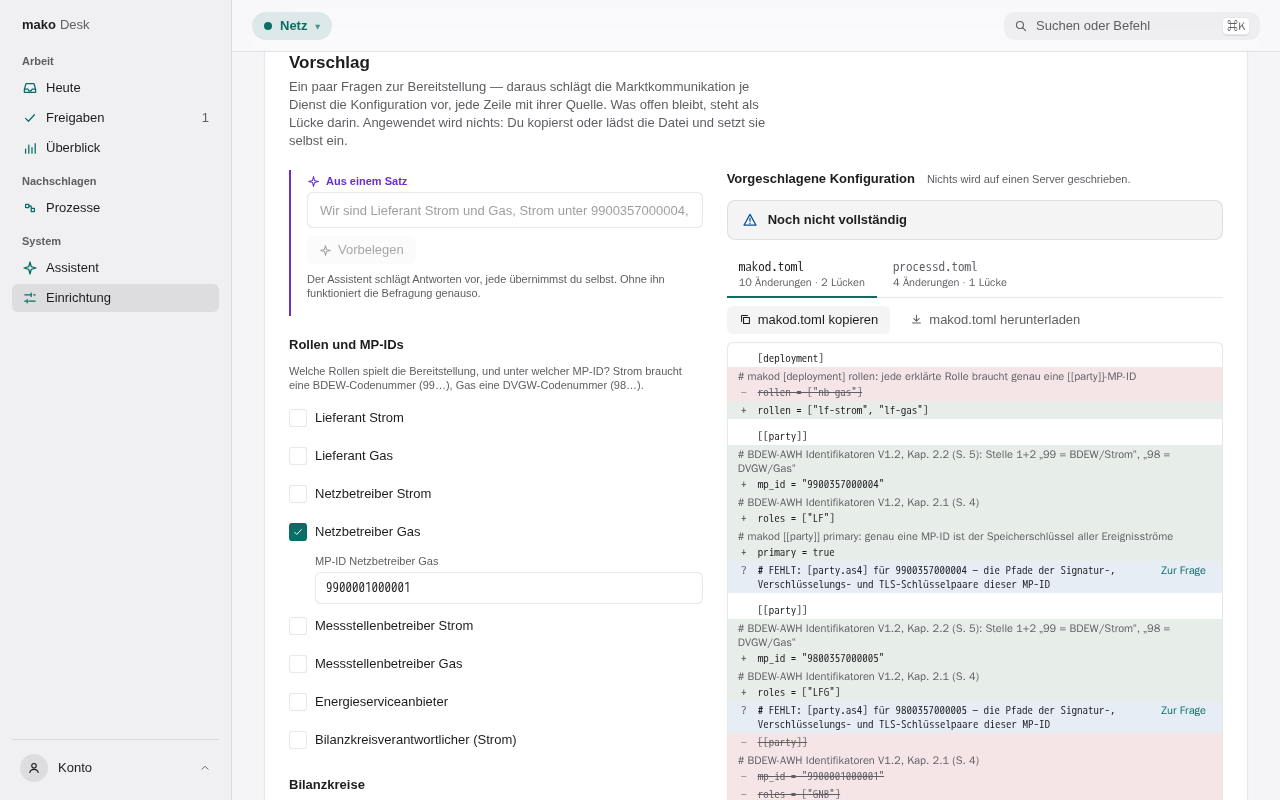 mako Desk
Arbeit
Heute
Freigaben 1
Überblick
Nachschlagen
Prozesse
System
Assistent
Einrichtung
Konto
Netz
Suchen oder Befehl ⌘K
Vorschlag
Ein paar Fragen zur Bereitstellung — daraus schlägt die Marktkommunikation je
Dienst die Konfiguration vor, jede Zeile mit ihrer Quelle. Was offen bleibt, steht als
Lücke darin. Angewendet wird nichts: Du kopierst oder lädst die Datei und setzt sie
selbst ein.
Aus einem Satz
Wir sind Lieferant Strom und Gas, Strom unter 9900357000004,
Vorbelegen
Der Assistent schlägt Antworten vor, jede übernimmst du selbst. Ohne ihn
funktioniert die Befragung genauso.
Rollen und MP-IDs
Welche Rollen spielt die Bereitstellung, und unter welcher MP-ID? Strom braucht
eine BDEW-Codenummer (99…), Gas eine DVGW-Codenummer (98…).
Lieferant Strom
Lieferant Gas
Netzbetreiber Strom
Netzbetreiber Gas
MP-ID Netzbetreiber Gas
9900001000001
Messstellenbetreiber Strom
Messstellenbetreiber Gas
Energieserviceanbieter
Bilanzkreisverantwortlicher (Strom)
Bilanzkreise
Vorgeschlagene Konfiguration Nichts wird auf einen Server geschrieben.
Noch nicht vollständig
makod.toml
10 Änderungen · 2 Lücken
processd.toml
4 Änderungen · 1 Lücke
makod.toml kopieren
makod.toml herunterladen
[deployment]
# makod [deployment] rollen: jede erklärte Rolle braucht genau eine [[party]]-MP-ID
− rollen = ["nb-gas"]
+ rollen = ["lf-strom", "lf-gas"]
[[party]]
# BDEW-AWH Identifikatoren V1.2, Kap. 2.2 (S. 5): Stelle 1+2 „99 = BDEW/Strom", „98 =
DVGW/Gas"
+ mp_id = "9900357000004"
# BDEW-AWH Identifikatoren V1.2, Kap. 2.1 (S. 4)
+ roles = ["LF"]
# makod [[party]] primary: genau eine MP-ID ist der Speicherschlüssel aller Ereignisströme
+ primary = true
? # FEHLT: [party.as4] für 9900357000004 — die Pfade der Signatur-, Zur Frage
Verschlüsselungs- und TLS-Schlüsselpaare dieser MP-ID
[[party]]
# BDEW-AWH Identifikatoren V1.2, Kap. 2.2 (S. 5): Stelle 1+2 „99 = BDEW/Strom", „98 =
DVGW/Gas"
+ mp_id = "9800357000005"
# BDEW-AWH Identifikatoren V1.2, Kap. 2.1 (S. 4)
+ roles = ["LFG"]
? # FEHLT: [party.as4] für 9800357000005 — die Pfade der Signatur-, Zur Frage
Verschlüsselungs- und TLS-Schlüsselpaare dieser MP-ID
− [[party]]
# BDEW-AWH Identifikatoren V1.2, Kap. 2.1 (S. 4)
− mp_id = "9900001000001"
− roles = ["GNB"]